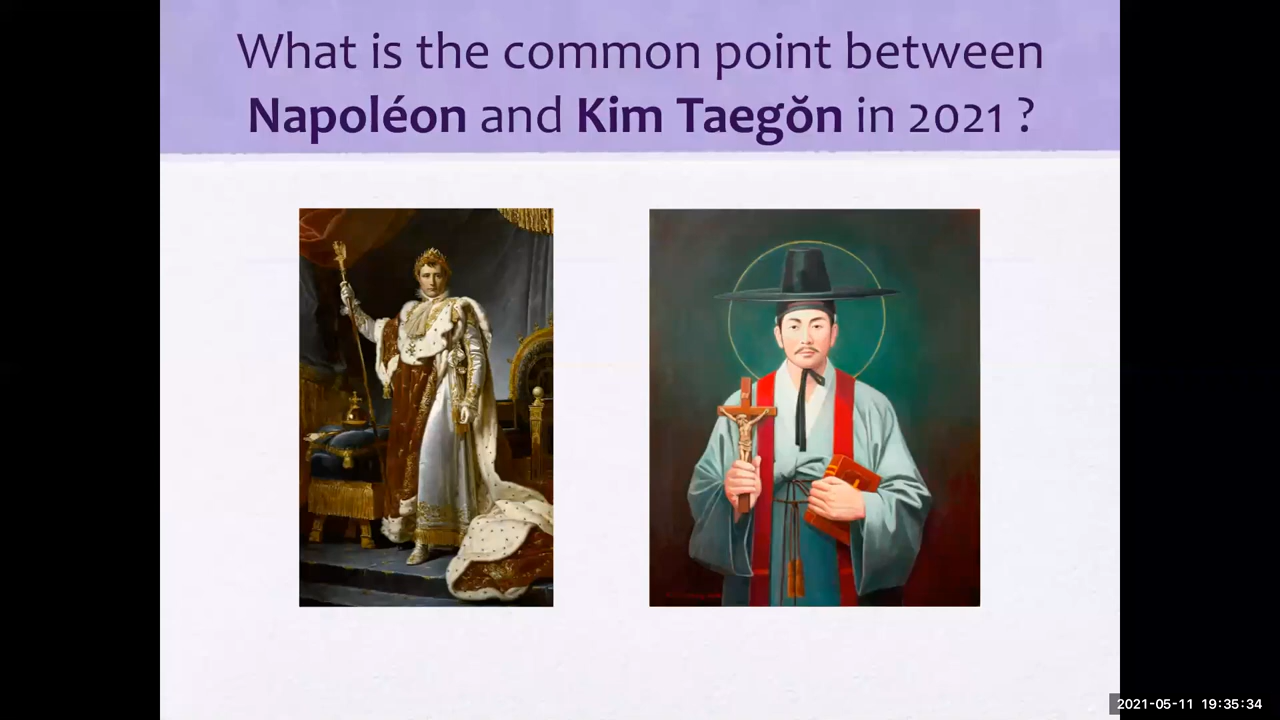 What is the common point between
Napoléon and Kim Taegŏn in 2021 ?
2021-05-11 19:35:34